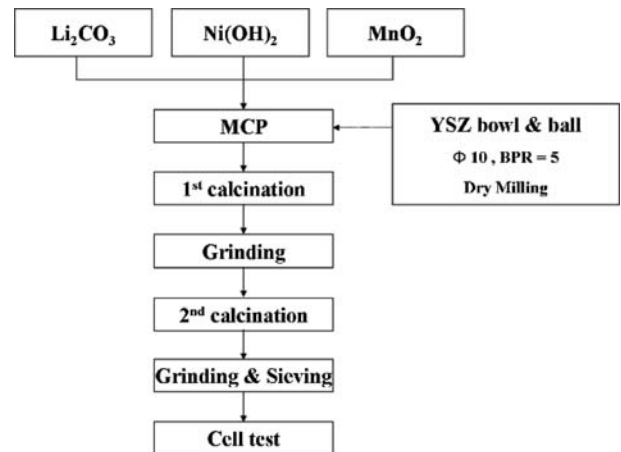 Li₂CO₃
Ni(OH)₂
MnO₂
MCP
YSZ bowl & ball
Φ 10 , BPR = 5
Dry Milling
1ˢᵗ calcination
Grinding
2ⁿᵈ calcination
Grinding & Sieving
Cell test